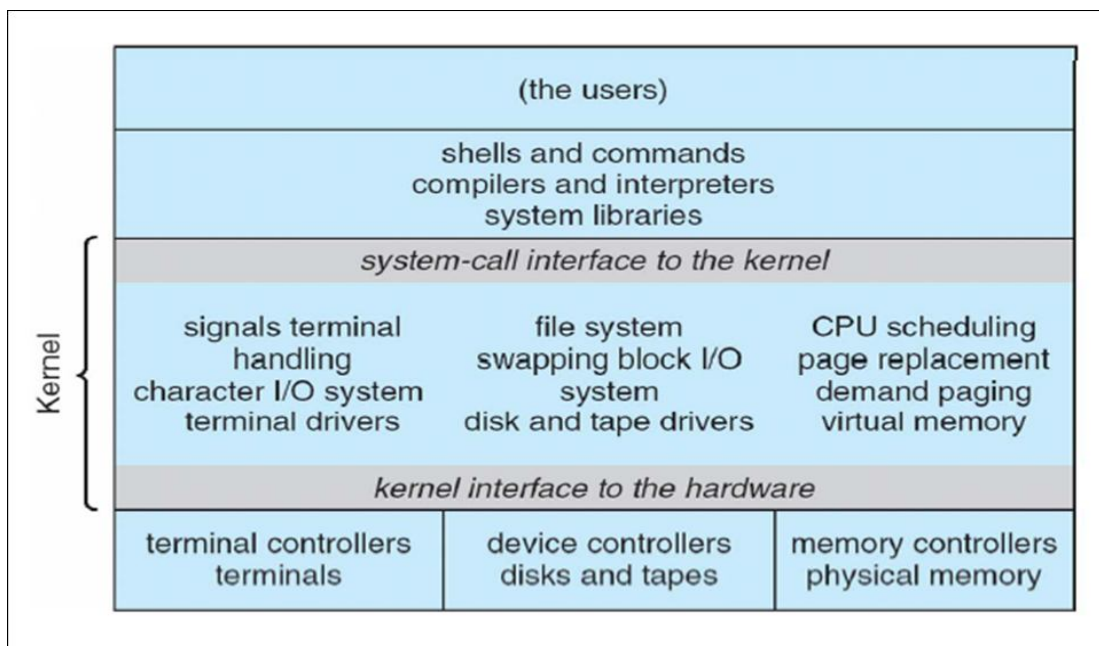 (the users)
shells and commands
compilers and interpreters
system libraries
Kernel
system-call interface to the kernel
signals terminal
handling
character I/O system
terminal drivers
file system
swapping block I/O
system
disk and tape drivers
CPU scheduling
page replacement
demand paging
virtual memory
kernel interface to the hardware
terminal controllers
terminals
device controllers
disks and tapes
memory controllers
physical memory